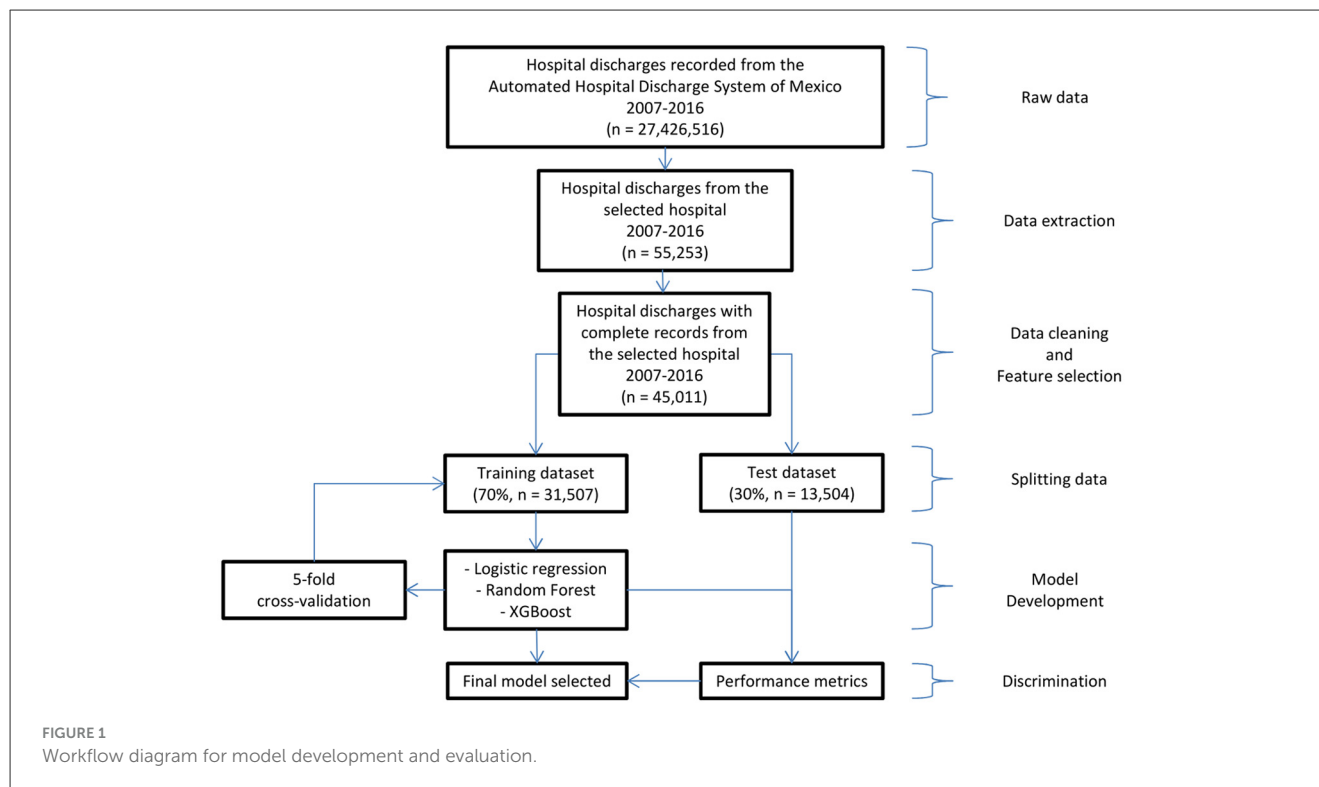 Hospital discharges recorded from the
Automated Hospital Discharge System of Mexico
2007-2016
(n = 27,426,516)
Raw data
Hospital discharges from the
selected hospital
2007-2016
(n = 55,253)
Data extraction
Hospital discharges with
complete records from
the selected hospital
2007-2016
(n = 45,011)
Data cleaning
and
Feature selection
Training dataset
(70%, n = 31,507)
Test dataset
(30%, n = 13,504)
Splitting data
5-fold
cross-validation
- Logistic regression
- Random Forest
- XGBoost
Model
Development
Final model selected
Performance metrics
Discrimination
FIGURE 1
Workflow diagram for model development and evaluation.